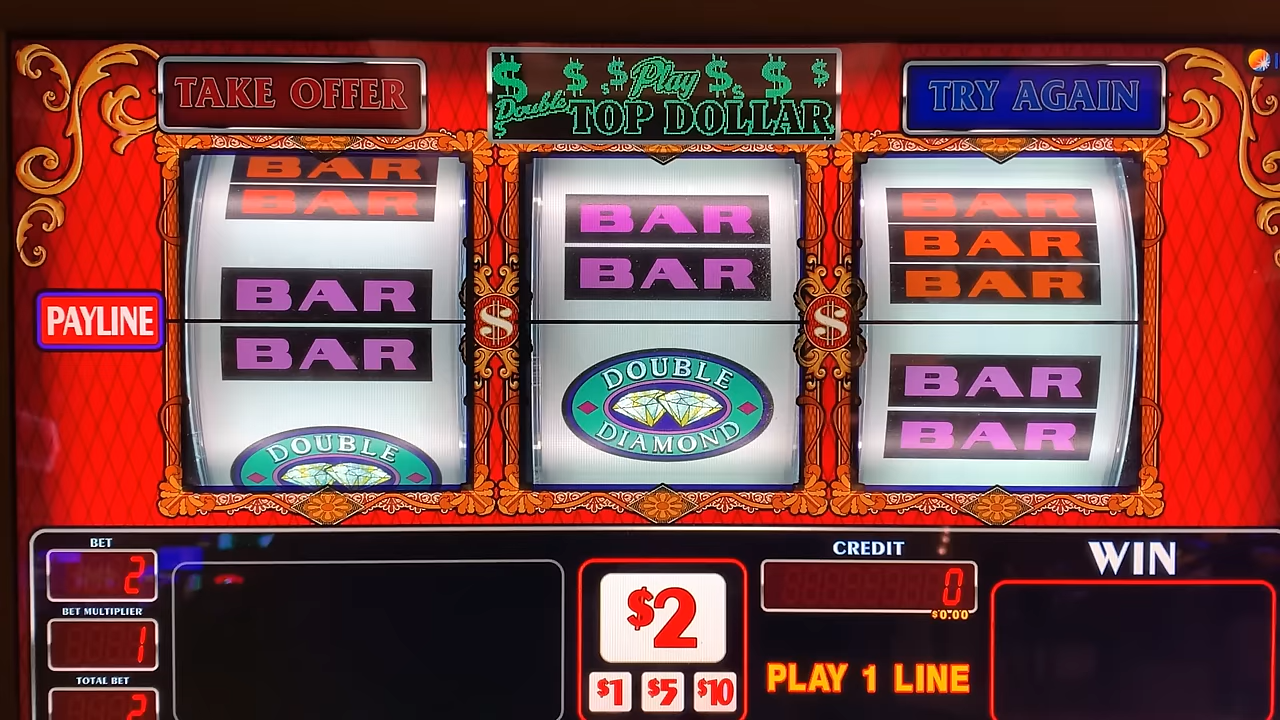 TAKE OFFER
$ $ $ Play $ $ $ $
Double TOP DOLLAR
TRY AGAIN
BAR
BAR
BAR
BAR
DOUBLE
BAR
BAR
DOUBLE
DIAMOND
BAR
BAR
BAR
BAR
BAR
PAYLINE
$
$
BET
2
BET MULTIPLIER
1
TOTAL BET
2
$2
$1 $5 $10
CREDIT
0
$0.00
PLAY 1 LINE
WIN